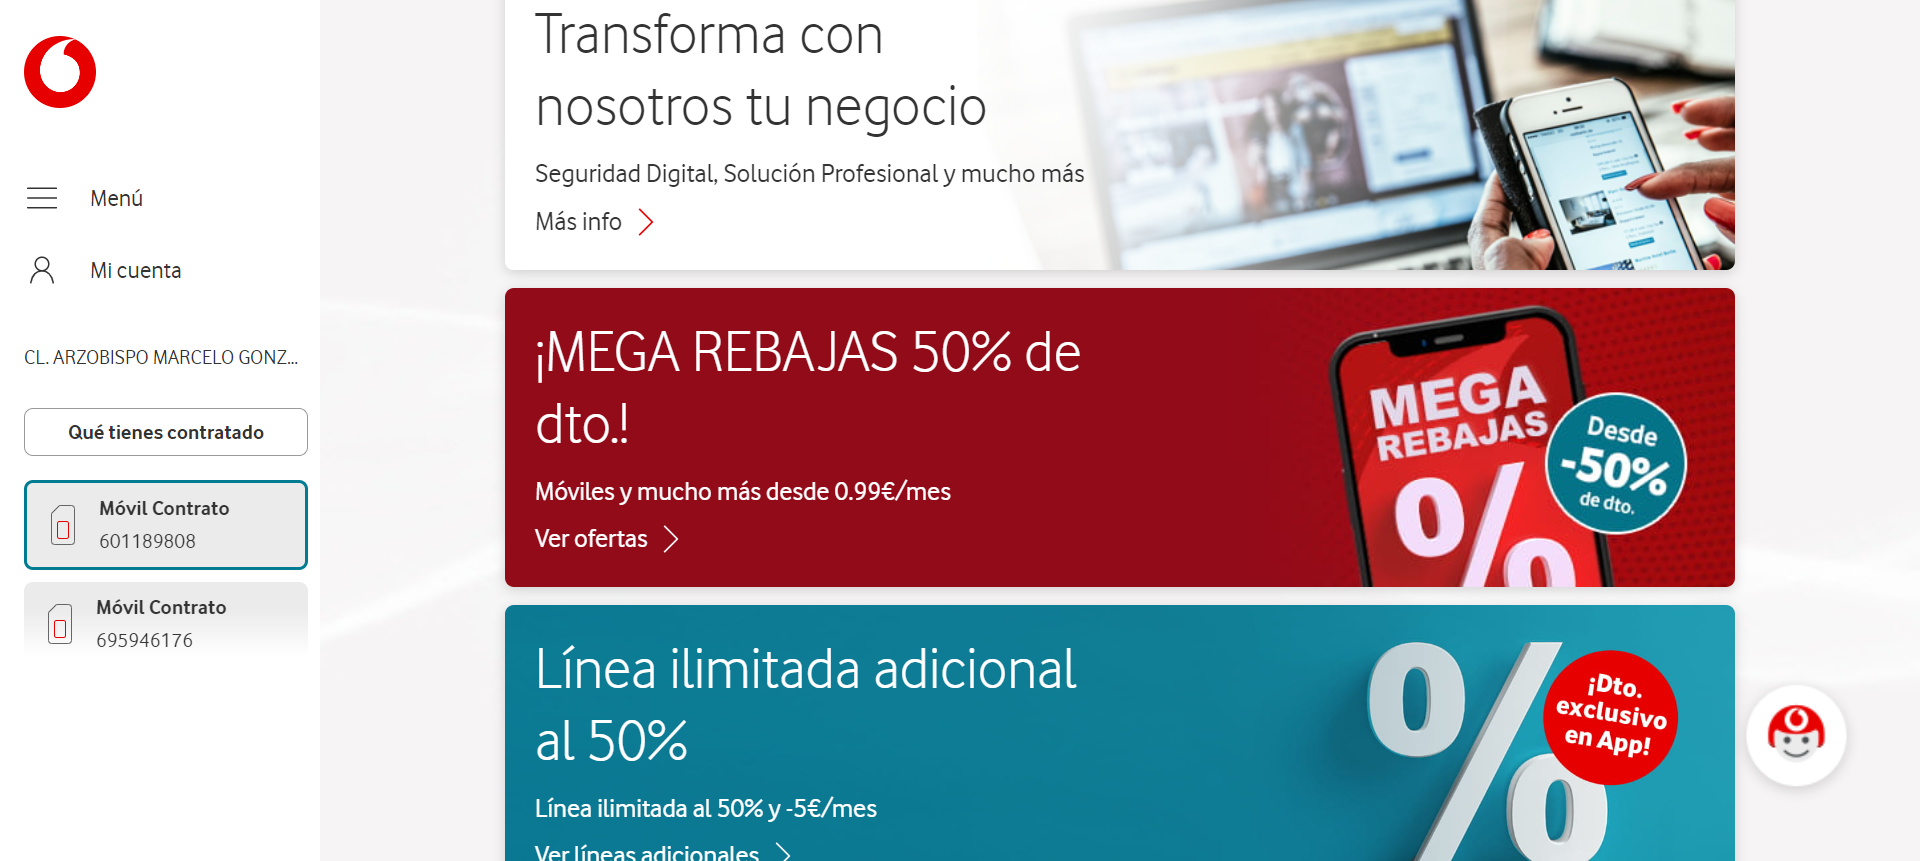 Menú
Mi cuenta
CL. ARZOBISPO MARCELO GONZ...
Qué tienes contratado
Móvil Contrato
601189808
Móvil Contrato
695946176
Transforma con
nosotros tu negocio
Seguridad Digital, Solución Profesional y mucho más
Más info
¡MEGA REBAJAS 50% de
dto.!
Móviles y mucho más desde 0.99€/mes
Ver ofertas
MEGA
REBAJAS
%
Desde
-50%
de dto.
Línea ilimitada adicional
al 50%
Línea ilimitada al 50% y -5€/mes
Ver líneas adicionales
%
¡Dto.
exclusivo
en App!